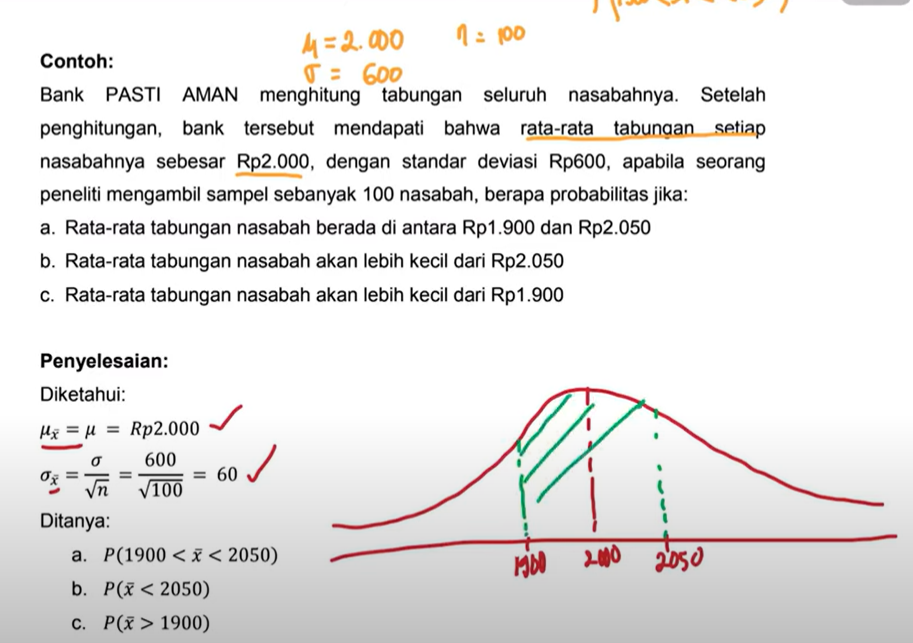 μ = 2.000 n = 100
Contoh:
σ = 600
Bank PASTI AMAN menghitung tabungan seluruh nasabahnya. Setelah
penghitungan, bank tersebut mendapati bahwa rata-rata tabungan setiap
nasabahnya sebesar Rp2.000, dengan standar deviasi Rp600, apabila seorang
peneliti mengambil sampel sebanyak 100 nasabah, berapa probabilitas jika:
a. Rata-rata tabungan nasabah berada di antara Rp1.900 dan Rp2.050
b. Rata-rata tabungan nasabah akan lebih kecil dari Rp2.050
c. Rata-rata tabungan nasabah akan lebih kecil dari Rp1.900
Penyelesaian:
Diketahui:
μx̄ = μ = Rp2.000
σx̄ = σ/√n = 600/√100 = 60
Ditanya:
a. P(1900 < x̄ < 2050)
b. P(x̄ < 2050)
c. P(x̄ > 1900)
1900 2000 2050